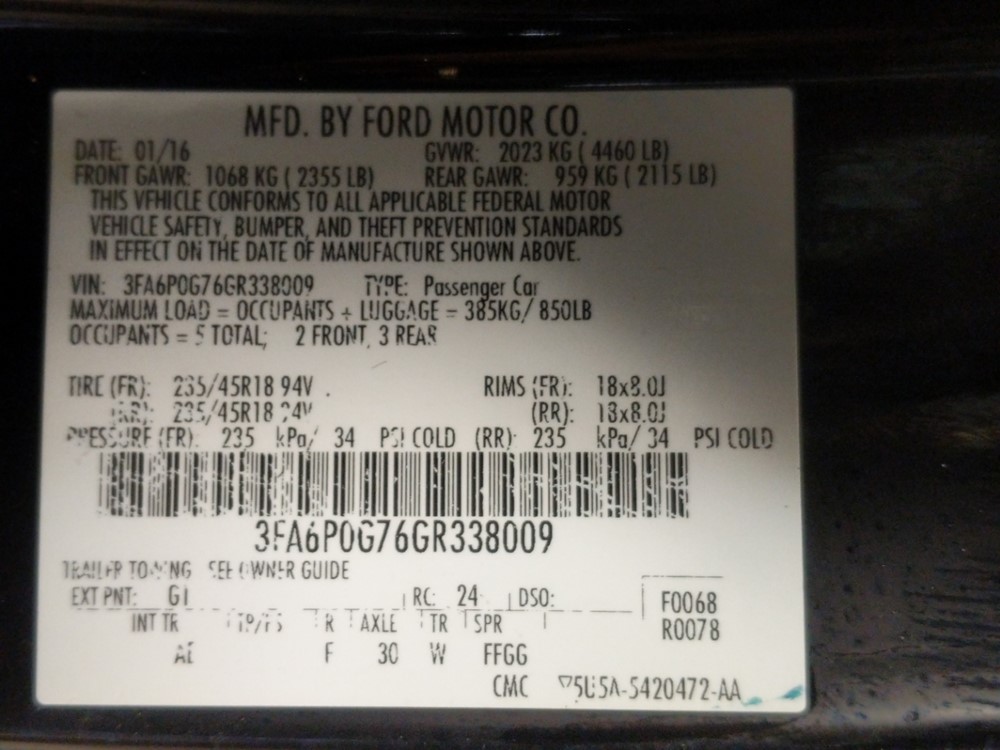 MFD. BY FORD MOTOR CO.
DATE: 01/16 GVWR: 2023 KG ( 4460 LB)
FRONT GAWR: 1068 KG ( 2355 LB) REAR GAWR: 959 KG ( 2115 LB)
THIS VEHICLE CONFORMS TO ALL APPLICABLE FEDERAL MOTOR
VEHICLE SAFETY, BUMPER, AND THEFT PREVENTION STANDARDS
IN EFFECT ON THE DATE OF MANUFACTURE SHOWN ABOVE.
VIN: 3FA6P0G76GR338009 TYPE: Passenger Car
MAXIMUM LOAD = OCCUPANTS + LUGGAGE = 385KG/ 850LB
OCCUPANTS = 5 TOTAL; 2 FRONT, 3 REAR
TIRE (FR): 235/45R18 94V RIMS (FR): 18x8.0J
(RR): 235/45R18 94V (RR): 18x8.0J
PRESSURE (FR): 235 kPa/ 34 PSI COLD (RR): 235 kPa/ 34 PSI COLD
3FA6P0G76GR338009
TRAILER TOWING SEE OWNER GUIDE
EXT PNT: G1 RC: 24 DSO: F0068
INT TR TP/PS R AXLE TR SPR R0078
AE F 30 W FFGG
CMC 5U5A-5420472-AA